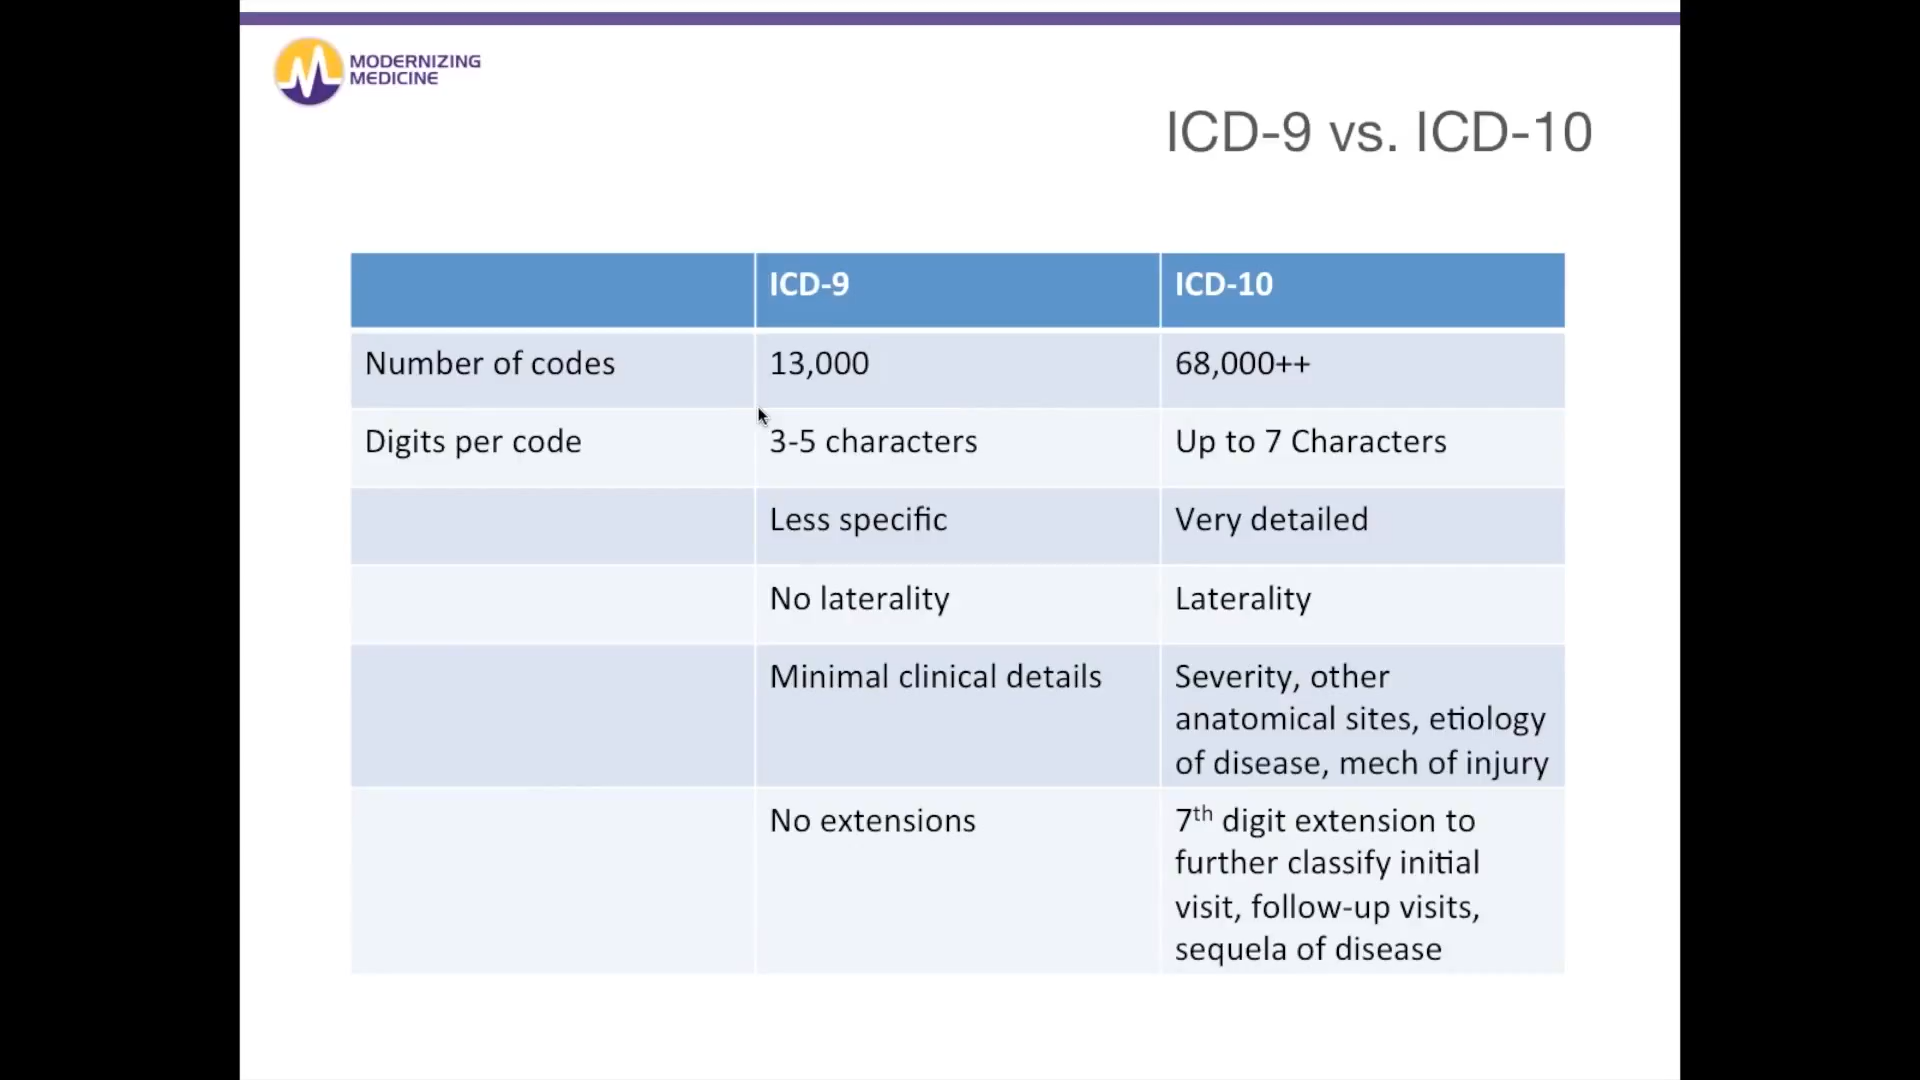 MODERNIZING
MEDICINE
ICD-9 vs. ICD-10
ICD-9 ICD-10
Number of codes 13,000 68,000++
Digits per code 3-5 characters Up to 7 Characters
Less specific Very detailed
No laterality Laterality
Minimal clinical details Severity, other
anatomical sites, etiology
of disease, mech of injury
No extensions 7th digit extension to
further classify initial
visit, follow-up visits,
sequela of disease